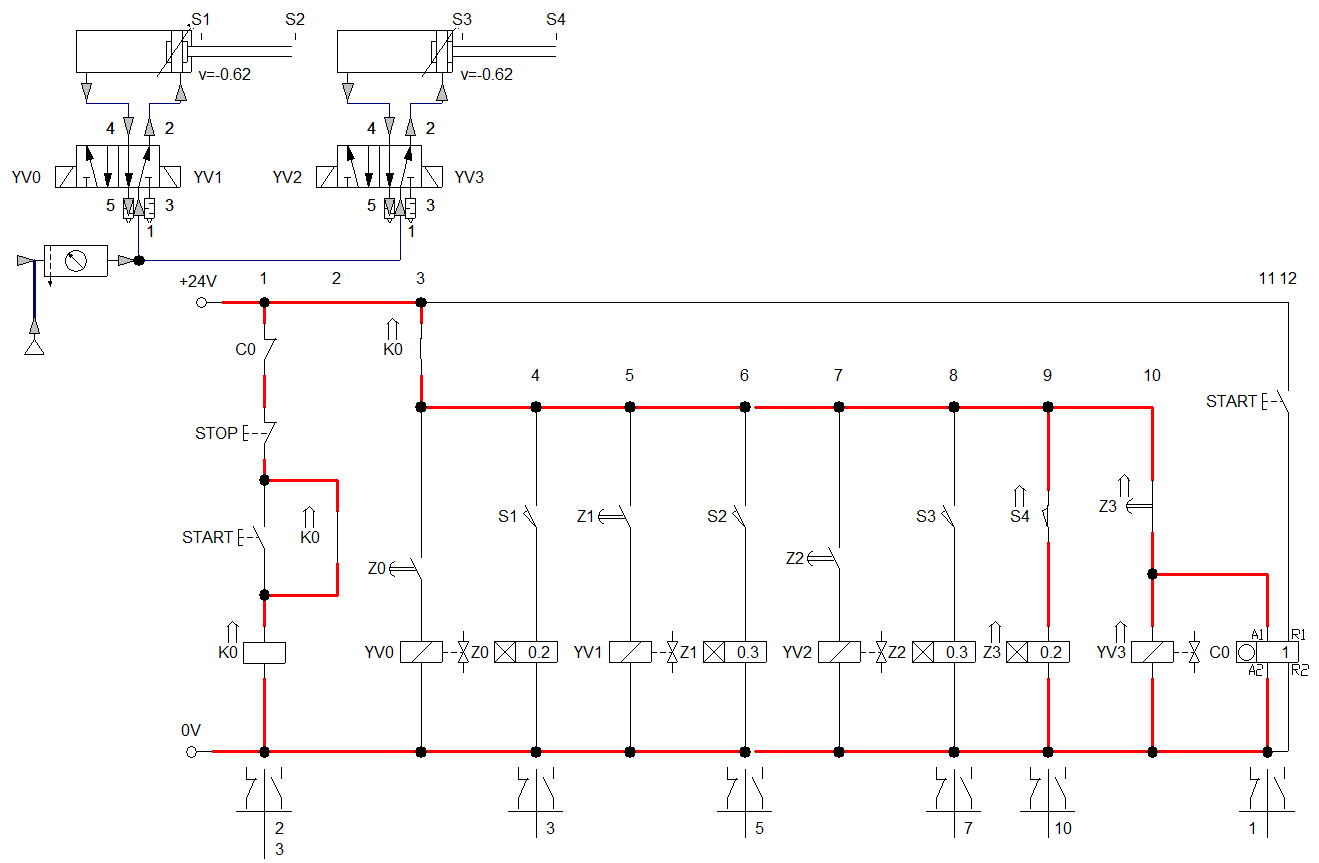 S1 S2 S3 S4
v=-0.62 v=-0.62
4 2 4 2
YV0 YV1 YV2 YV3
5 3 5 3
1 1
+24V 1 2 3 11 12
C0 K0
4 5 6 7 8 9 10
START
STOP
S1 Z1 S2 S3 S4 Z3
START K0
Z0 Z2
A1 R1
K0 YV0 Z0 0.2 YV1 Z1 0.3 YV2 Z2 0.3 Z3 0.2 YV3 C0 1
A2 R2
0V
2 3 5 7 10 1
3